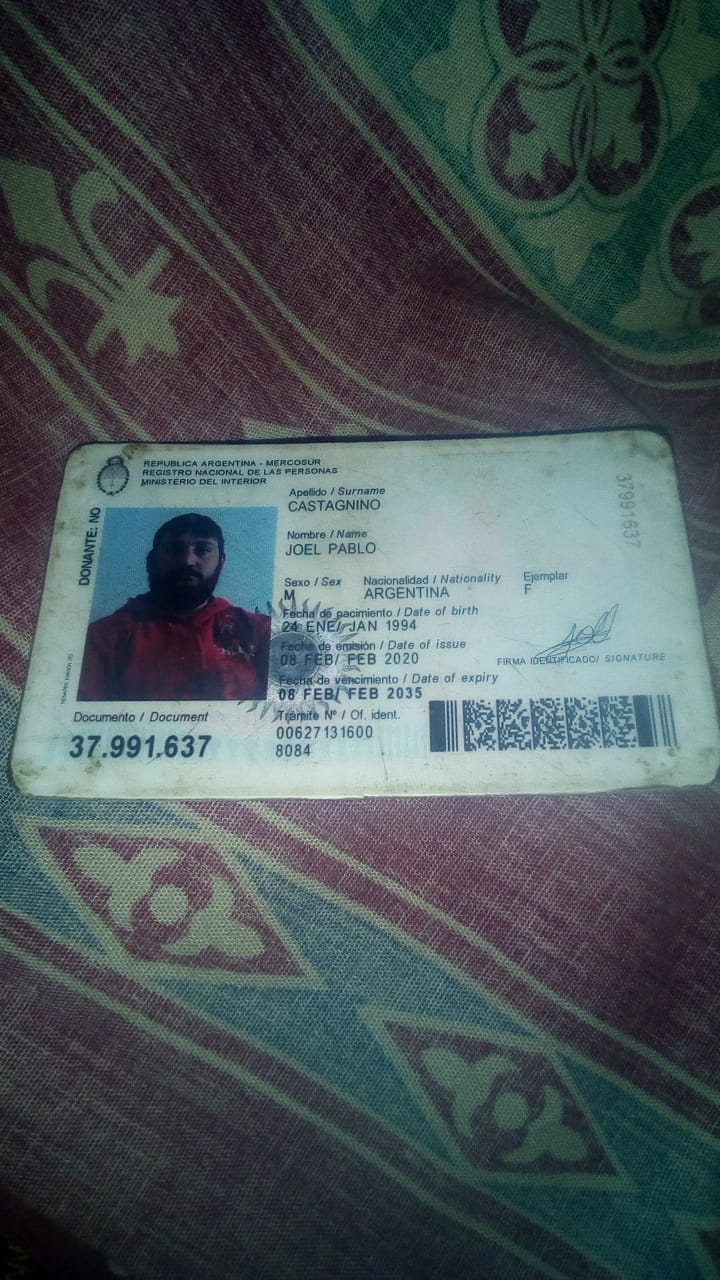 REPUBLICA ARGENTINA - MERCOSUR
REGISTRO NACIONAL DE LAS PERSONAS
MINISTERIO DEL INTERIOR
Apellido / Surname
CASTAGNINO
Nombre / Name
JOEL PABLO
Sexo / Sex Nacionalidad / Nationality Ejemplar
M ARGENTINA F
Fecha de nacimiento / Date of birth
24 ENE/ JAN 1994
Fecha de emisión / Date of issue
08 FEB/ FEB 2020
FIRMA IDENTIFICADO/ SIGNATURE
Fecha de vencimiento / Date of expiry
08 FEB/ FEB 2035
Documento / Document Trámite Nº / Of. ident.
37.991.637 00627131600
8084
DONANTE: NO
37991637